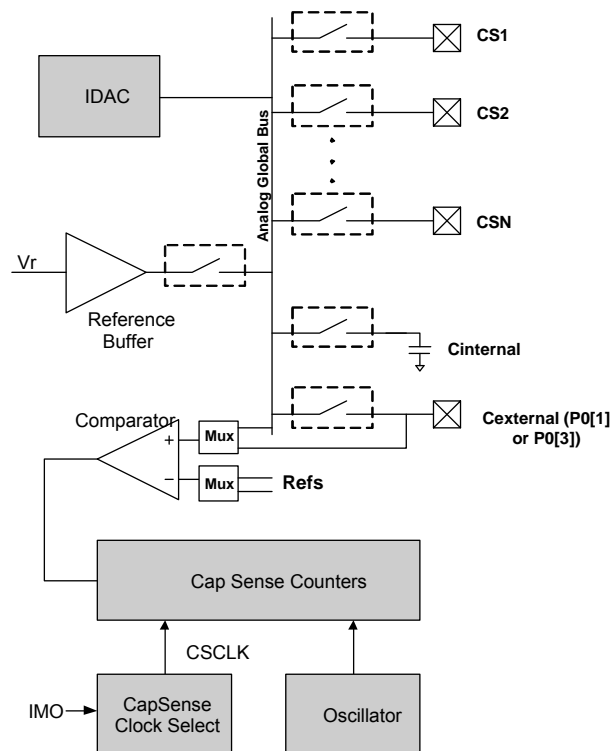 CS1
IDAC
CS2
Analog Global Bus
CSN
Vr
Reference
Buffer
Cinternal
Comparator
Cexternal (P0[1]
or P0[3])
+
Mux
−
Mux
Refs
Cap Sense Counters
CSCLK
IMO
CapSense
Clock Select
Oscillator